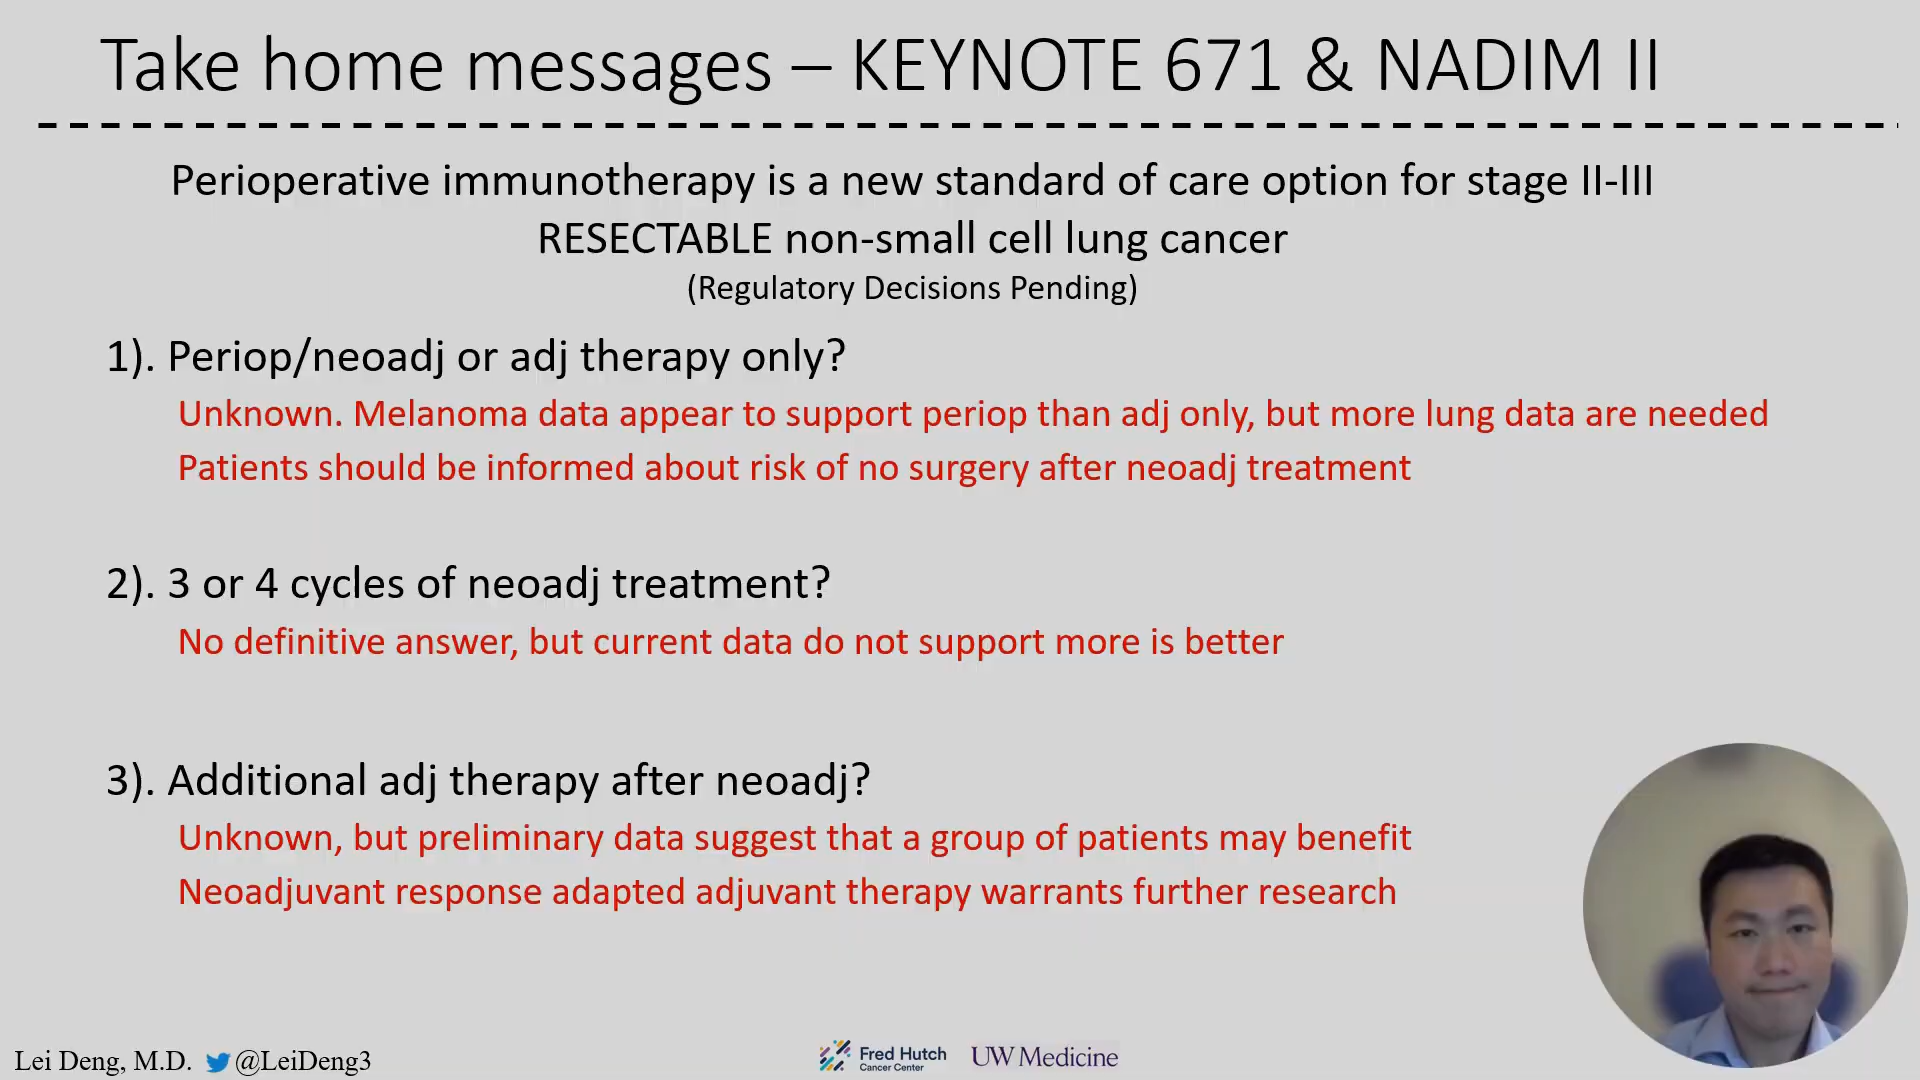 Take home messages – KEYNOTE 671 & NADIM II
Perioperative immunotherapy is a new standard of care option for stage II-III
RESECTABLE non-small cell lung cancer
(Regulatory Decisions Pending)
1). Periop/neoadj or adj therapy only?
Unknown. Melanoma data appear to support periop than adj only, but more lung data are needed
Patients should be informed about risk of no surgery after neoadj treatment
2). 3 or 4 cycles of neoadj treatment?
No definitive answer, but current data do not support more is better
3). Additional adj therapy after neoadj?
Unknown, but preliminary data suggest that a group of patients may benefit
Neoadjuvant response adapted adjuvant therapy warrants further research
Lei Deng, M.D. @LeiDeng3
Fred Hutch
Cancer Center
UW Medicine